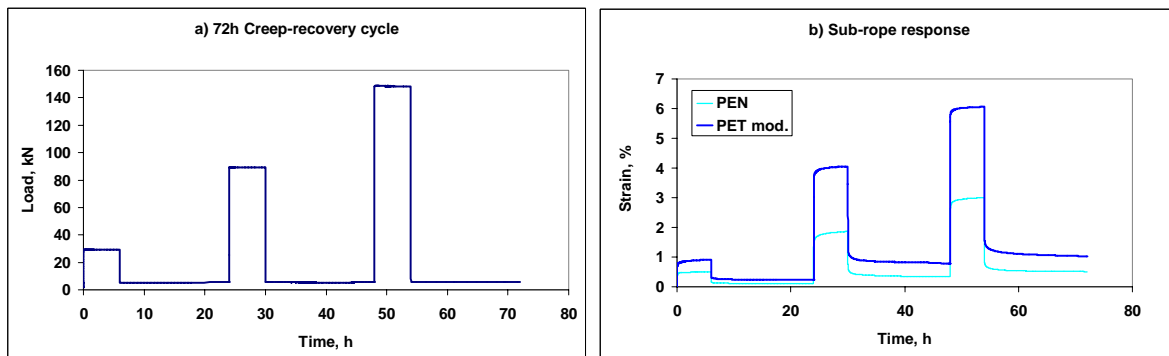 a) 72h Creep-recovery cycle
160
140
120
100
80
60
40
20
0
Load, kN
0 10 20 30 40 50 60 70 80
Time, h
b) Sub-rope response
7
6
5
4
3
2
1
0
Strain, %
PEN
PET mod.
0 20 40 60 80
Time, h